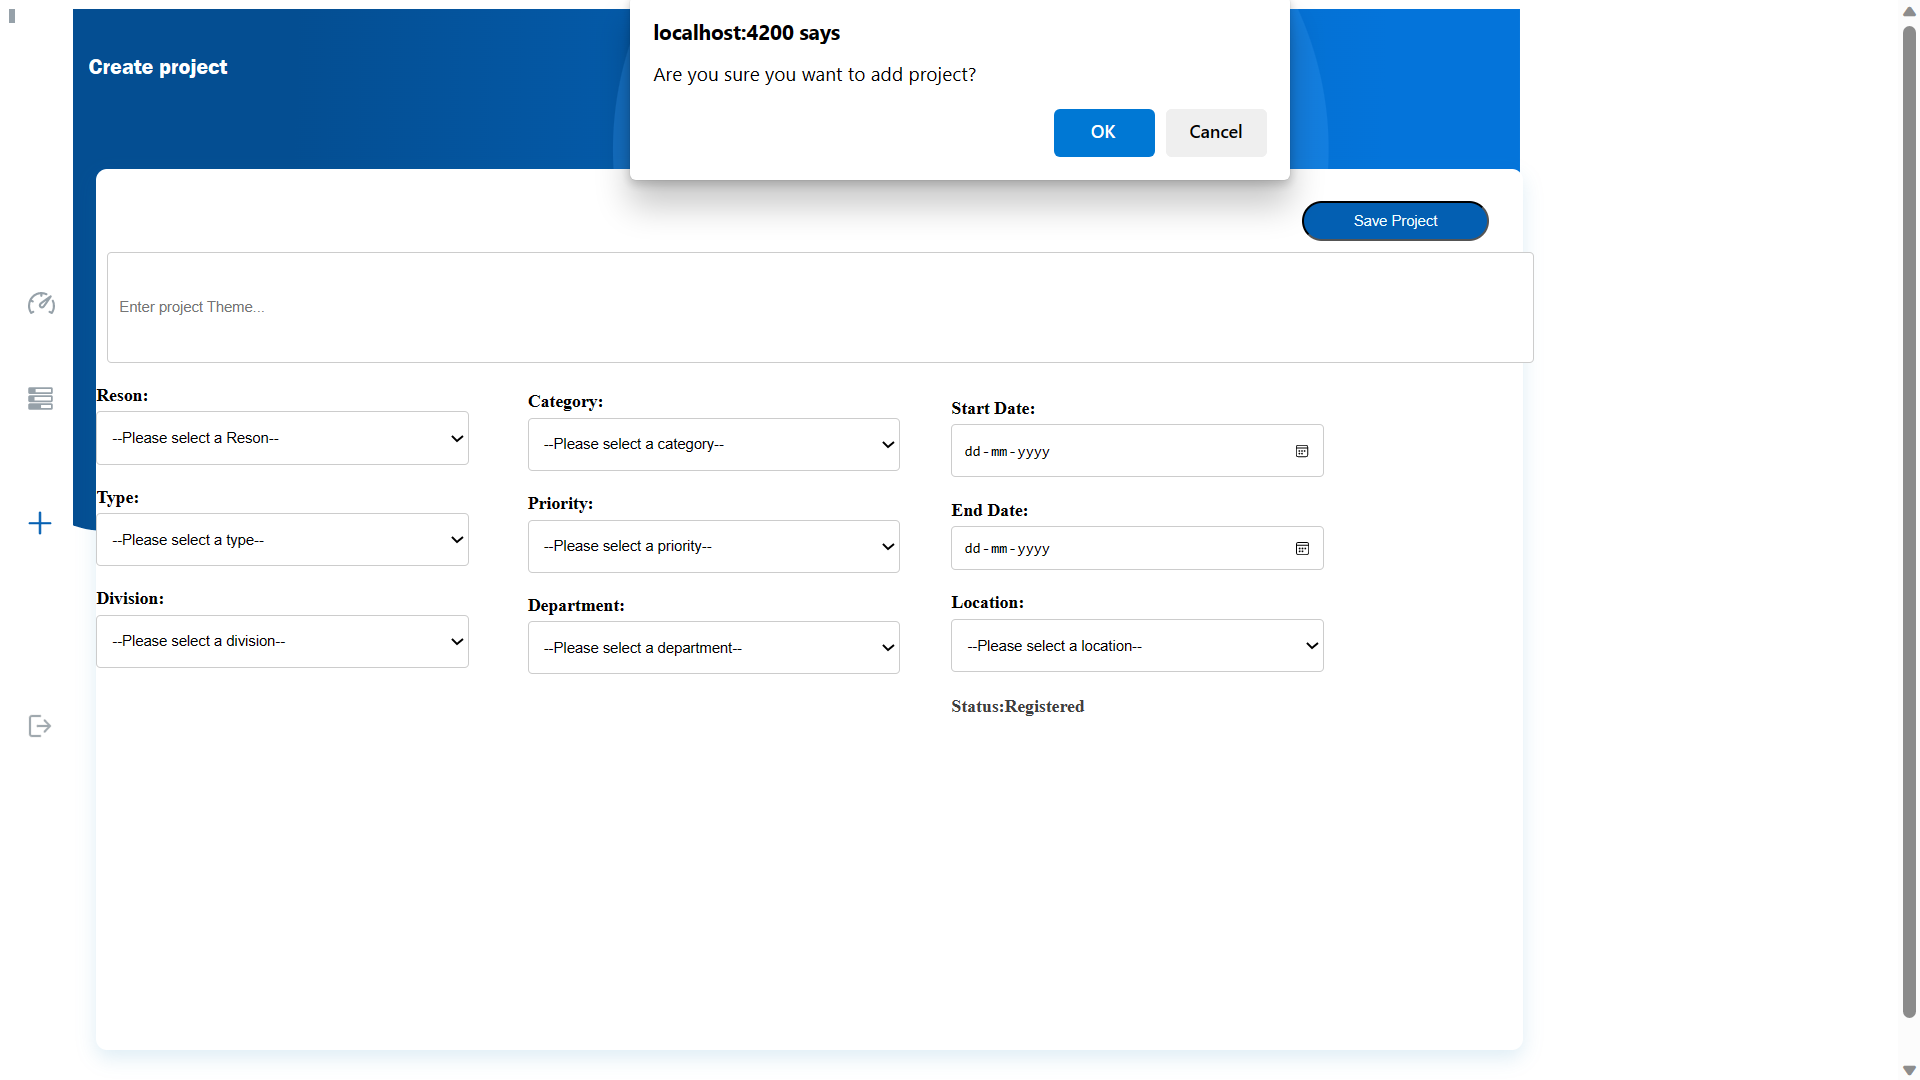 localhost:4200 says
Are you sure you want to add project?
OK
Cancel
Create project
Save Project
Enter project Theme...
Reson:
--Please select a Reson--
Category:
--Please select a category--
Start Date:
dd-mm-yyyy
Type:
--Please select a type--
Priority:
--Please select a priority--
End Date:
dd-mm-yyyy
Division:
--Please select a division--
Department:
--Please select a department--
Location:
--Please select a location--
Status:Registered